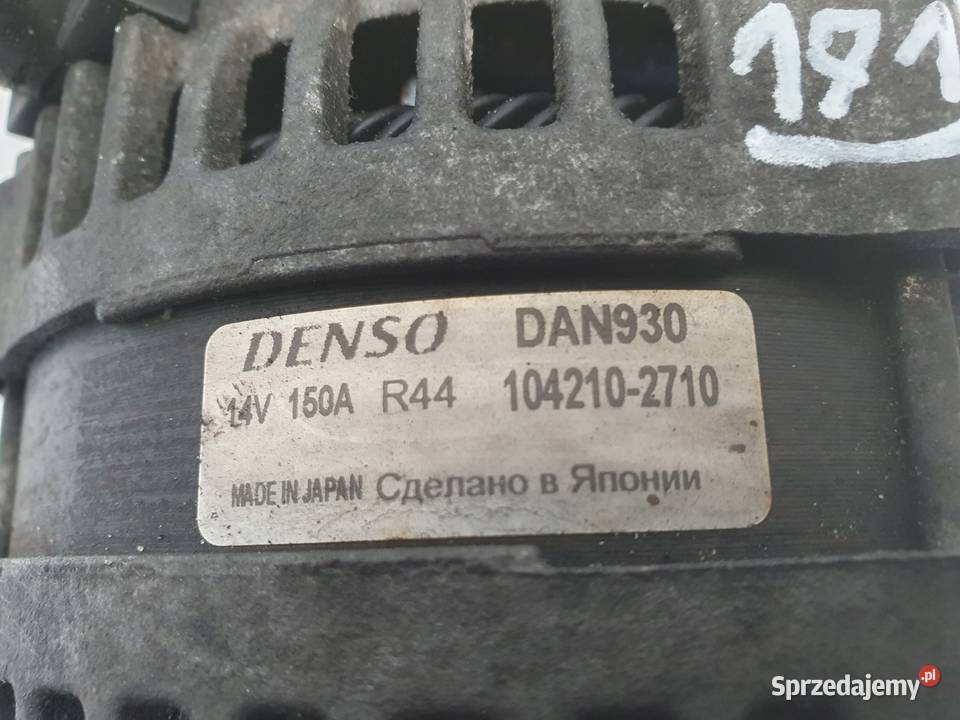 181
DENSO DAN930
14V 150A R44 104210-2710
MADE IN JAPAN Сделано в Японии
Sprzedajemy.pl